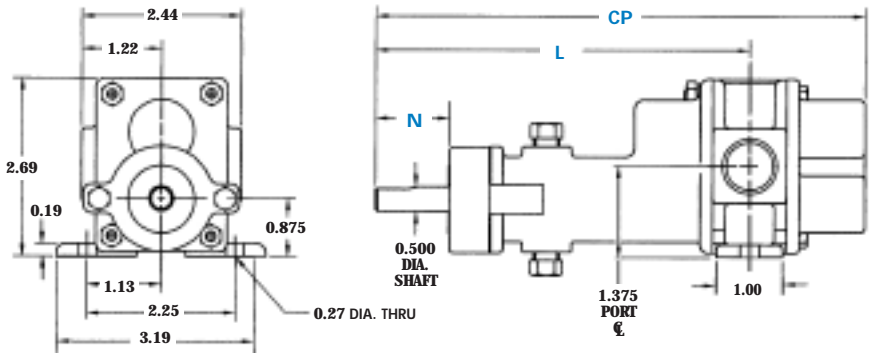 2.44
1.22
2.69
0.19
0.875
1.13
2.25
3.19
0.27 DIA. THRU
CP
L
N
0.500
DIA.
SHAFT
1.375
PORT
℄
1.00